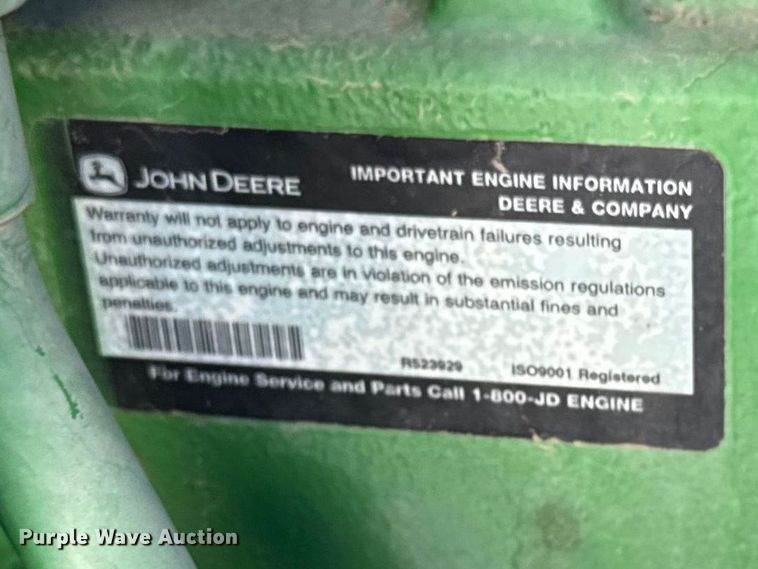 JOHN DEERE
IMPORTANT ENGINE INFORMATION
DEERE & COMPANY
Warranty will not apply to engine and drivetrain failures resulting
from unauthorized adjustments to this engine.
Unauthorized adjustments are in violation of the emission regulations
applicable to this engine and may result in substantial fines and
penalties.
R523929
ISO9001 Registered
For Engine Service and Parts Call 1-800-JD ENGINE
Purple Wave Auction